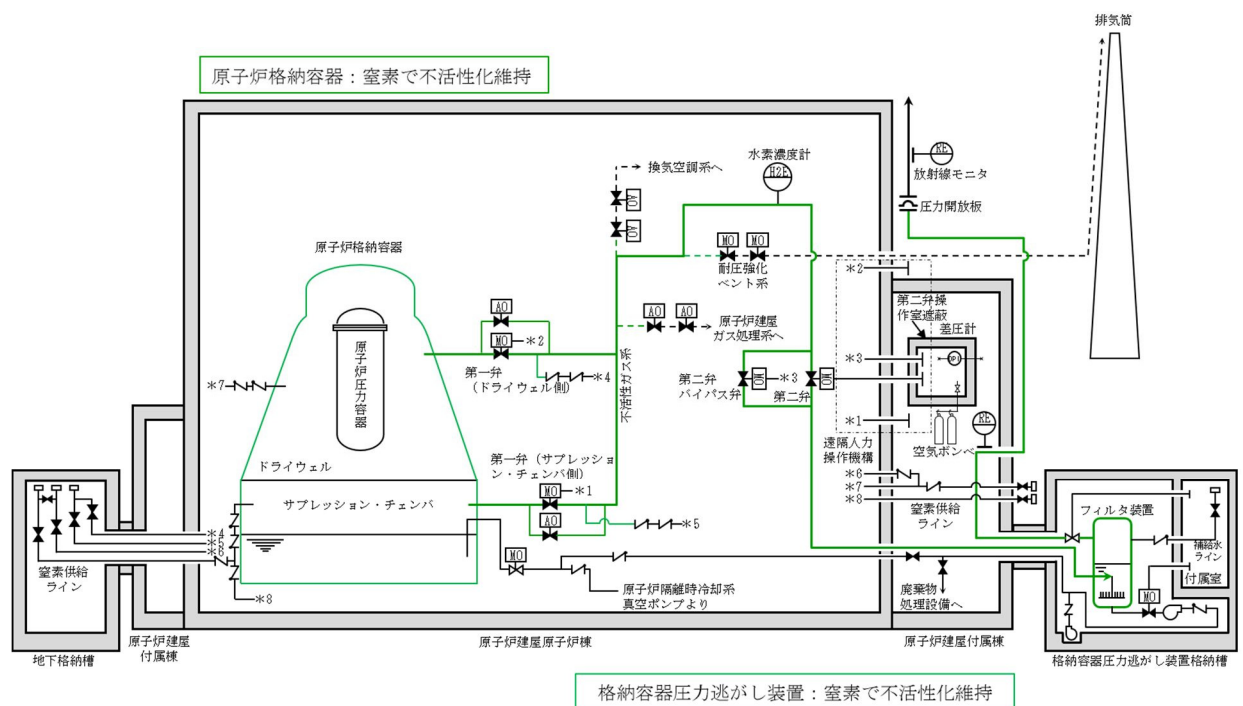 排気筒
原子炉格納容器：窒素で不活性化維持
水素濃度計
H2E
換気空調系へ
AO
AO
RE
放射線モニタ
圧力開放板
原子炉格納容器
MO
MO
耐圧強化
ベント系
*2
第二弁操
作室遮蔽
差圧計
AO
MO
*2
AO
AO
原子炉建屋
ガス処理系へ
原子炉圧力容器
第一弁
(ドライウェル側)
*4
不活性ガス系
*3
DPI
*7
第二弁
バイパス弁
MO
*3
第二弁
MO
*1
RE
遠隔人力
操作機構
空気ボンベ
ドライウェル
第一弁（サプレッショ
ン・チェンバ側）
MO
*1
*6
*7
*8
窒素供給
ライン
サプレッション・チェンバ
AO
*5
フィルタ装置
*4
*5
*6
窒素供給
ライン
MO
補給水
ライン
付属室
*8
原子炉隔離時冷却系
真空ポンプより
廃棄物
処理設備へ
MO
地下格納槽
原子炉建屋
付属棟
原子炉建屋原子炉棟
原子炉建屋付属棟
格納容器圧力逃がし装置格納槽
格納容器圧力逃がし装置：窒素で不活性化維持